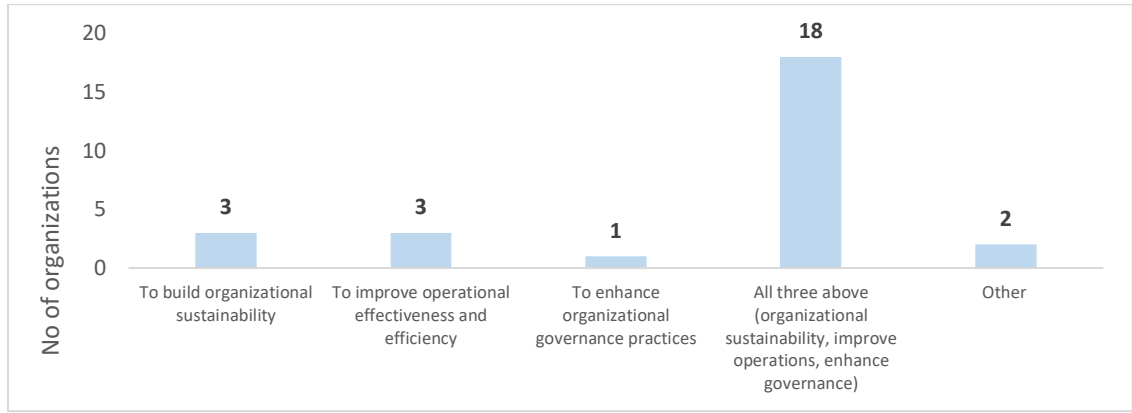 No of organizations
20
15
10
5
0
3
3
1
18
2
To build organizational
sustainability
To improve operational
effectiveness and
efficiency
To enhance
organizational
governance practices
All three above
(organizational
sustainability, improve
operations, enhance
governance)
Other